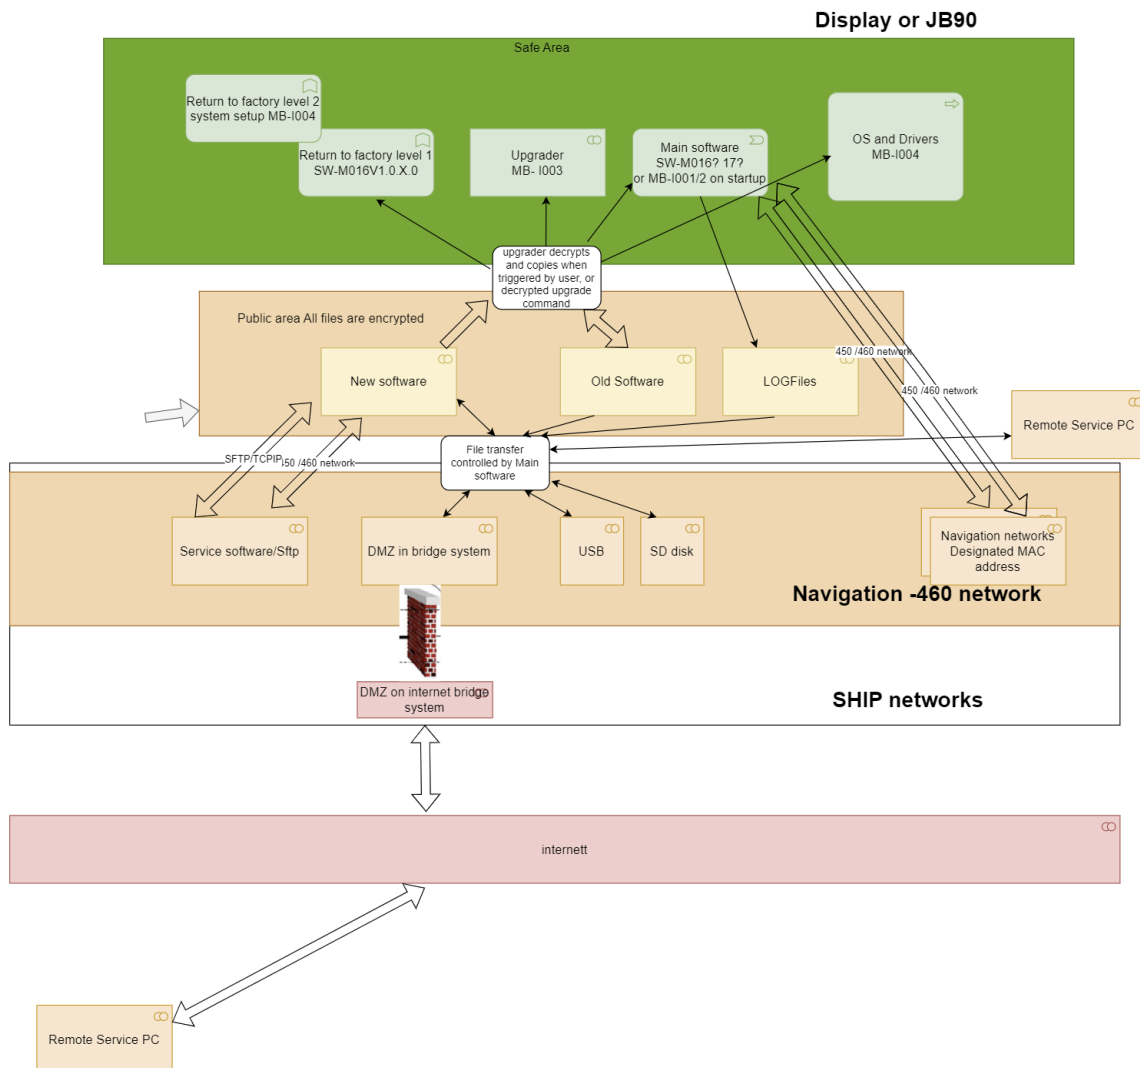 Display or JB90
Safe Area
Return to factory level 2
system setup MB-I004
Return to factory level 1
SW-M016V1.0.X.0
Upgrader
MB- I003
Main software
SW-M016? 17?
or MB-I001/2 on startup
OS and Drivers
MB-I004
upgrader decrypts
and copies when
triggered by user, or
decrypted upgrade
command
Public area All files are encrypted
New software
Old Software
LOGFiles
450 /460 network
450 /460 network
Remote Service PC
SFTP/TCPIP
450 /460 network
File transfer
controlled by Main
software
Service software/Sftp
DMZ in bridge system
USB
SD disk
Navigation networks
Designated MAC
address
Navigation -460 network
DMZ on internet bridge
system
SHIP networks
internett
Remote Service PC